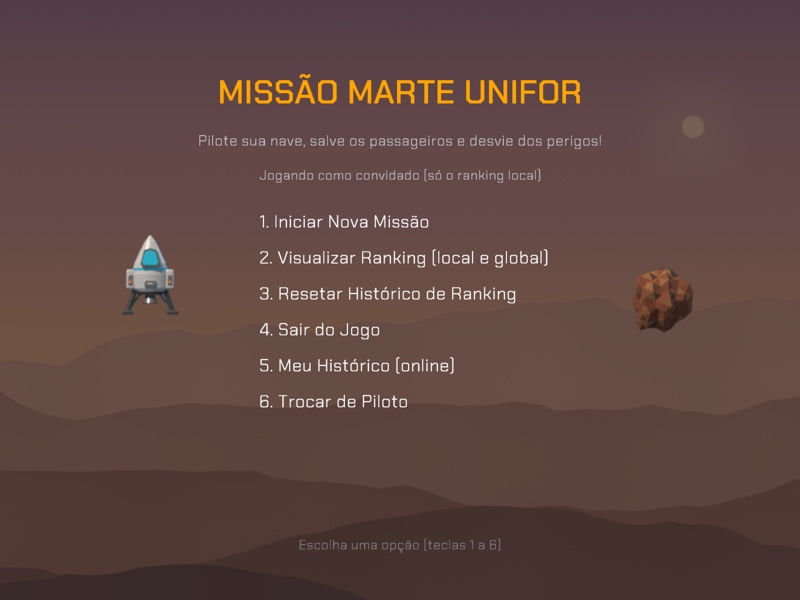 MISSÃO MARTE UNIFOR
Pilote sua nave, salve os passageiros e desvie dos perigos!
Jogando como convidado (só o ranking local)
1. Iniciar Nova Missão
2. Visualizar Ranking (local e global)
3. Resetar Histórico de Ranking
4. Sair do Jogo
5. Meu Histórico (online)
6. Trocar de Piloto
Escolha uma opção (teclas 1 a 6)